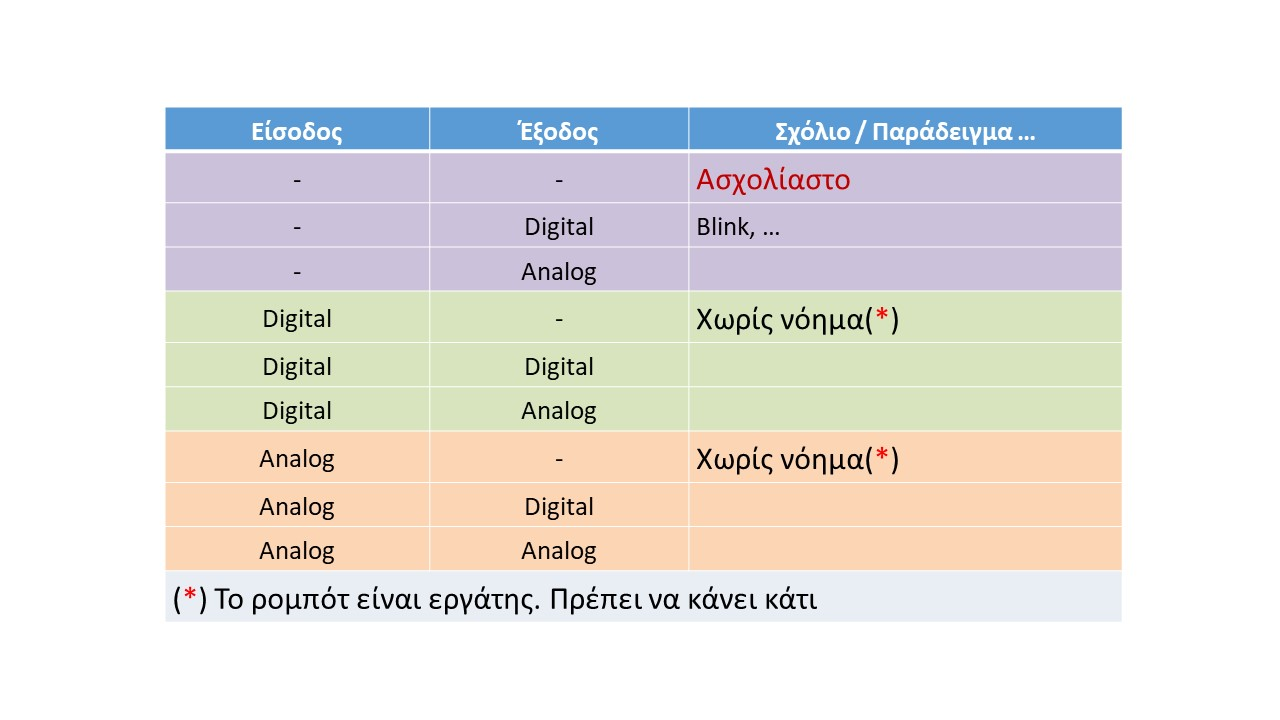 Είσοδος Έξοδος Σχόλιο / Παράδειγμα ...
- - Ασχολίαστο
- Digital Blink, ...
- Analog
Digital - Χωρίς νόημα(*)
Digital Digital
Digital Analog
Analog - Χωρίς νόημα(*)
Analog Digital
Analog Analog
(*) Το ρομπότ είναι εργάτης. Πρέπει να κάνει κάτι